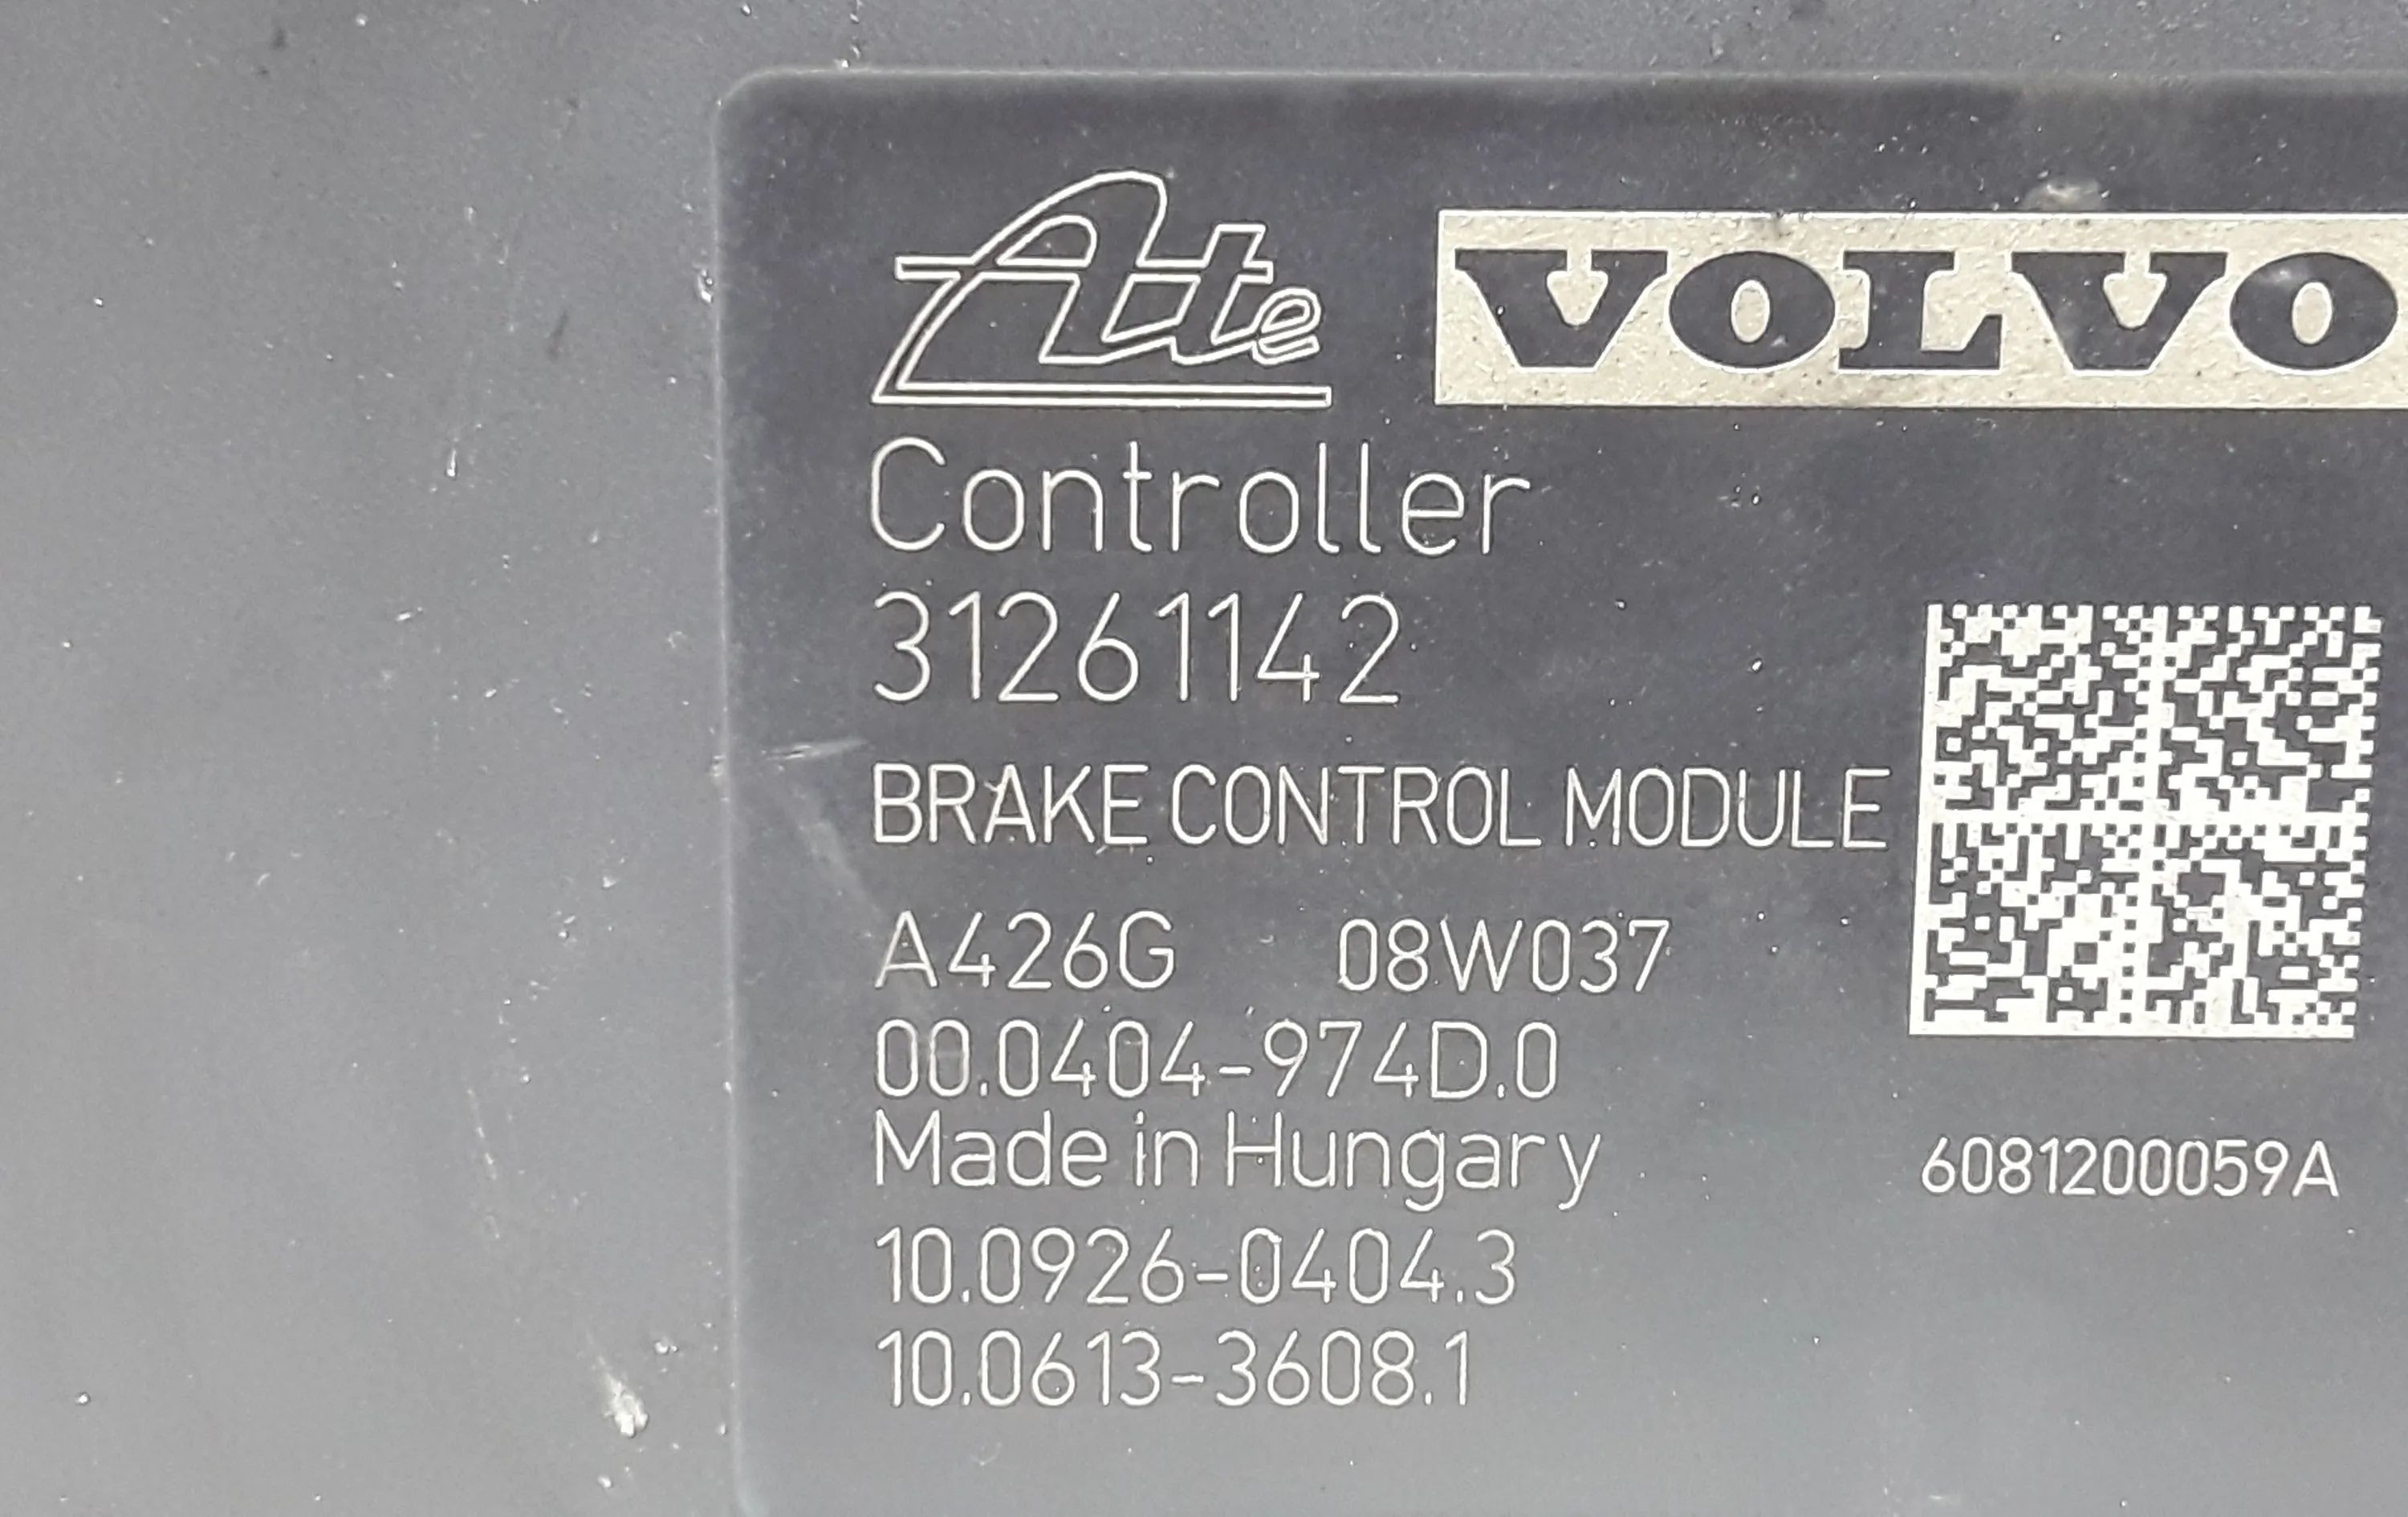 Ate VOLVO
Controller
31261142
BRAKE CONTROL MODULE
A426G 08W037
00.0404-974D.0
Made in Hungary
6081200059A
10.0926-0404.3
10.0613-3608.1